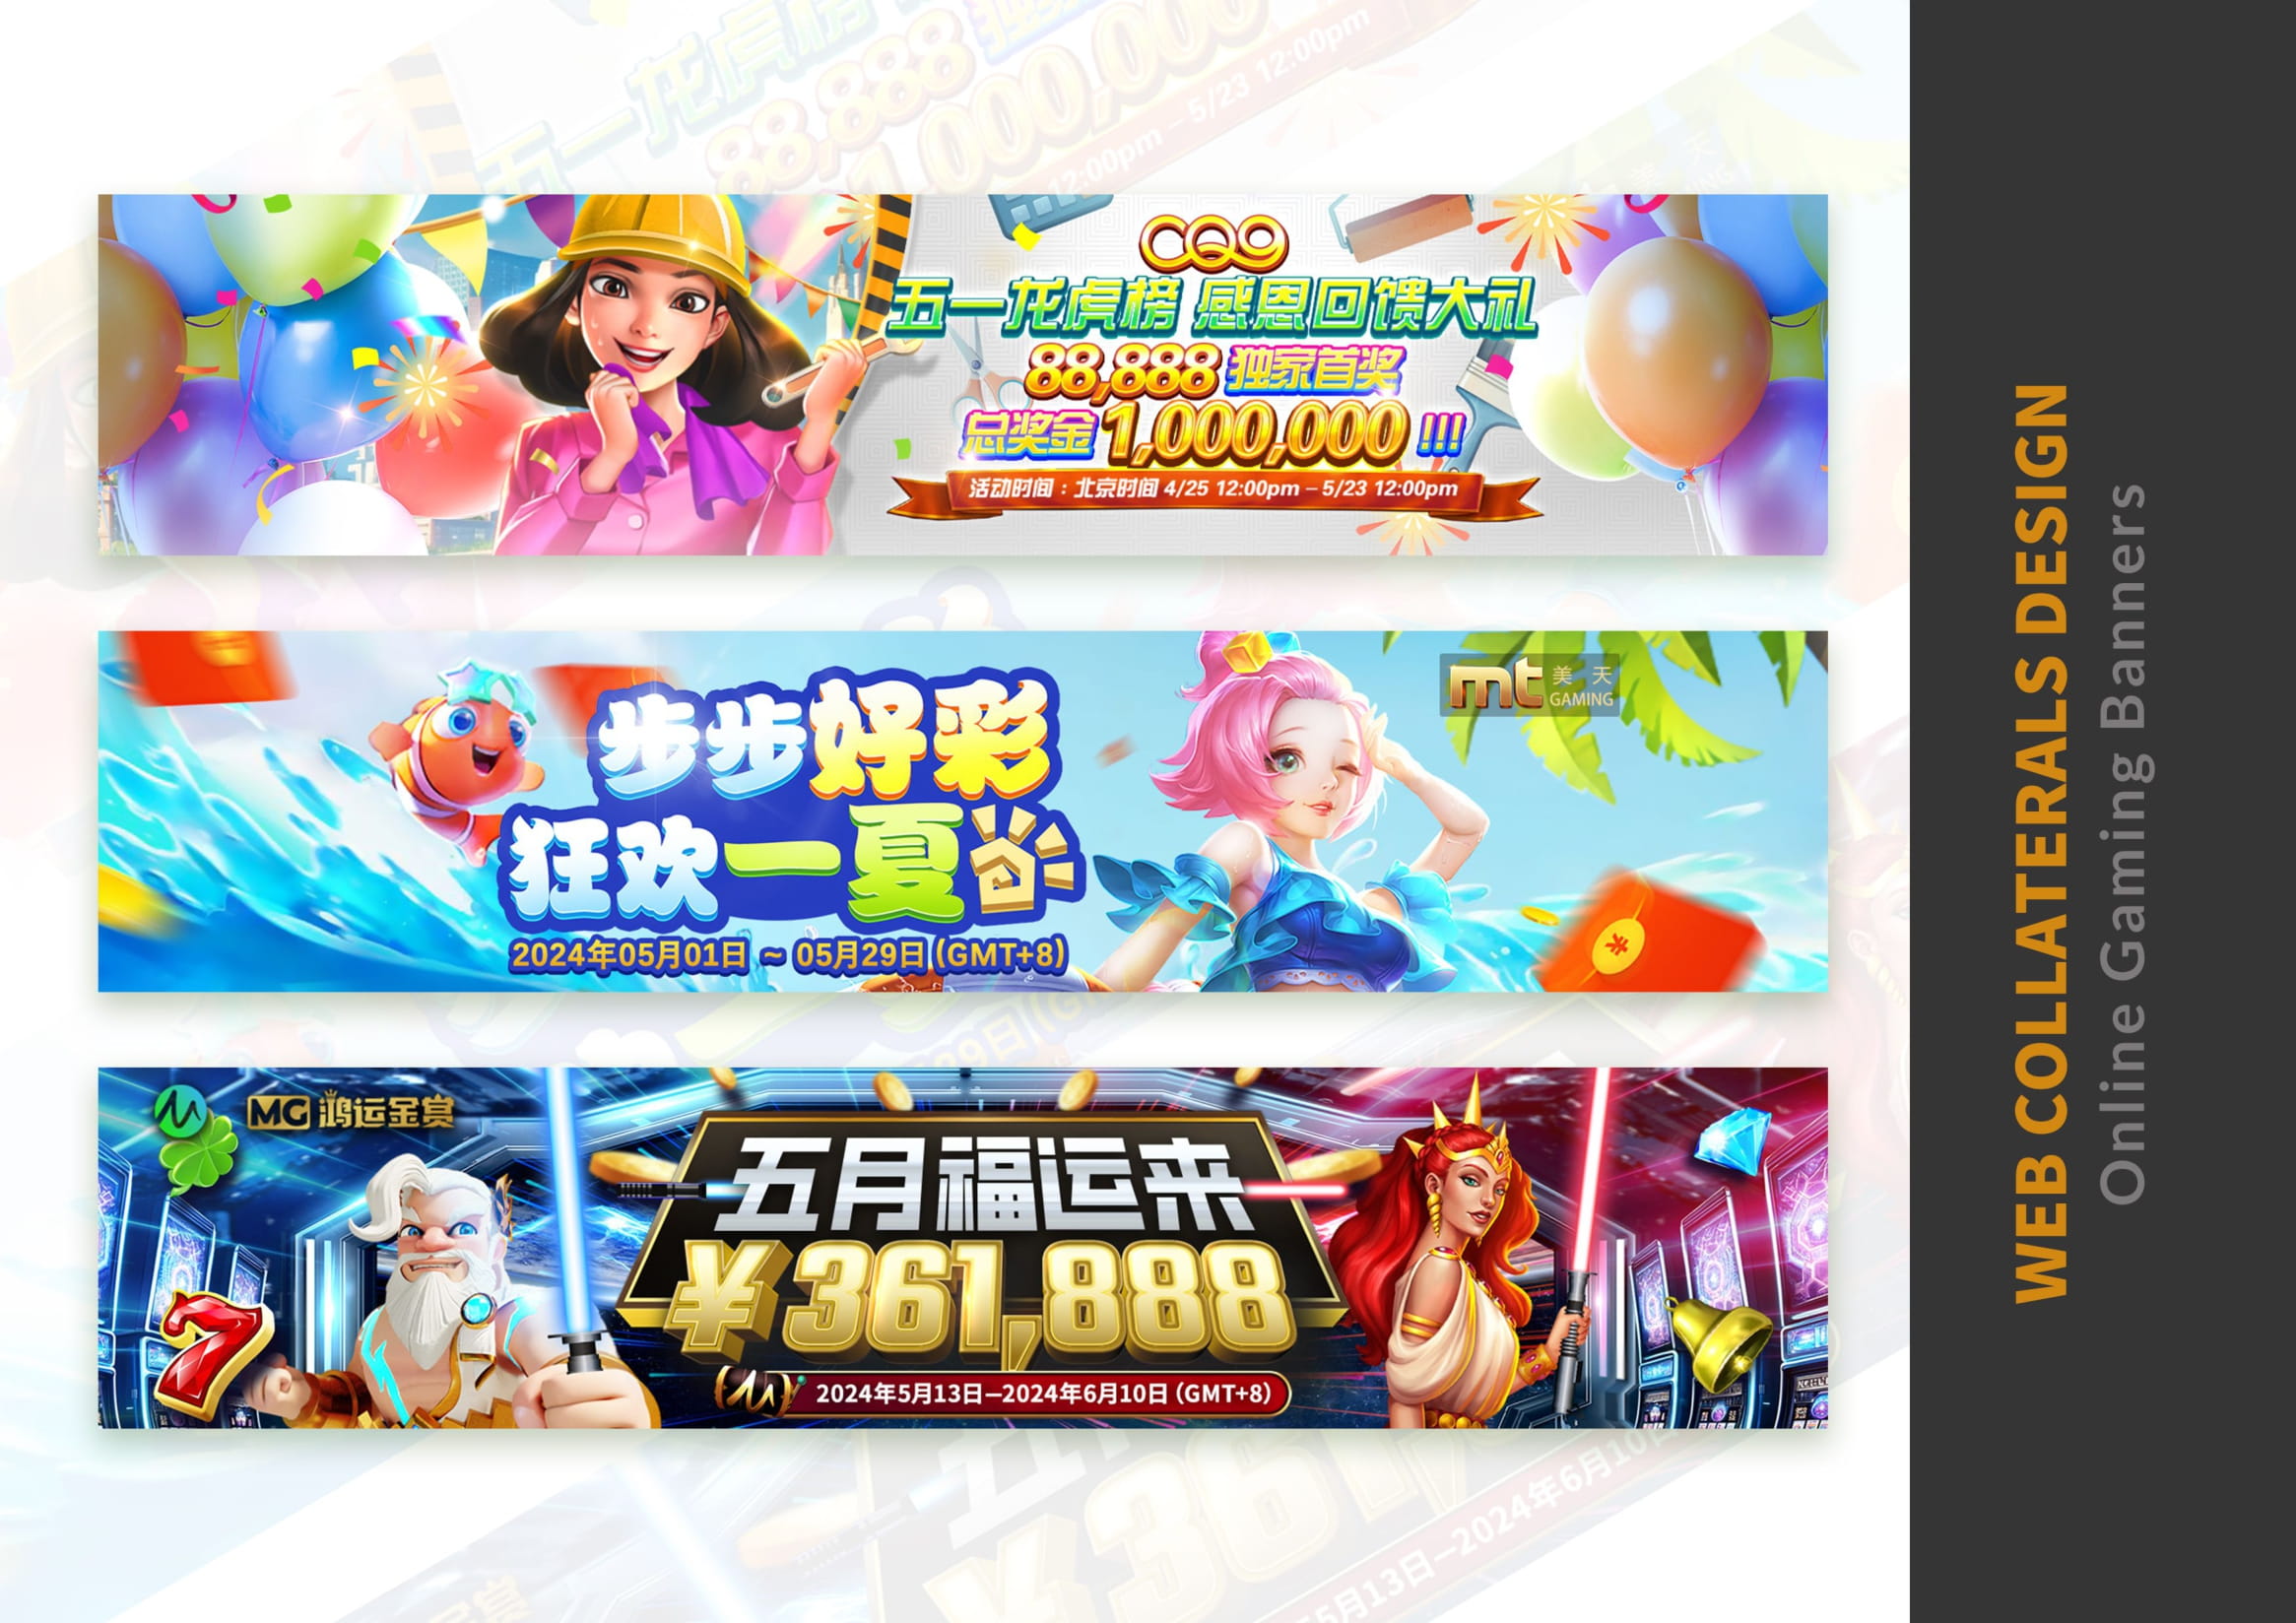 CQ9
五一龙虎榜 感恩回馈大礼
88,888 独家首奖
总奖金 1,000,000 !!!
活动时间：北京时间 4/25 12:00pm – 5/23 12:00pm
mt 美天
GAMING
步步好彩
狂欢一夏
2024年05月01日 ~ 05月29日 (GMT+8)
MG 鸿运金赏
五月福运来
¥361,888
2024年5月13日—2024年6月10日 (GMT+8)
WEB COLLATERALS DESIGN
Online Gaming Banners